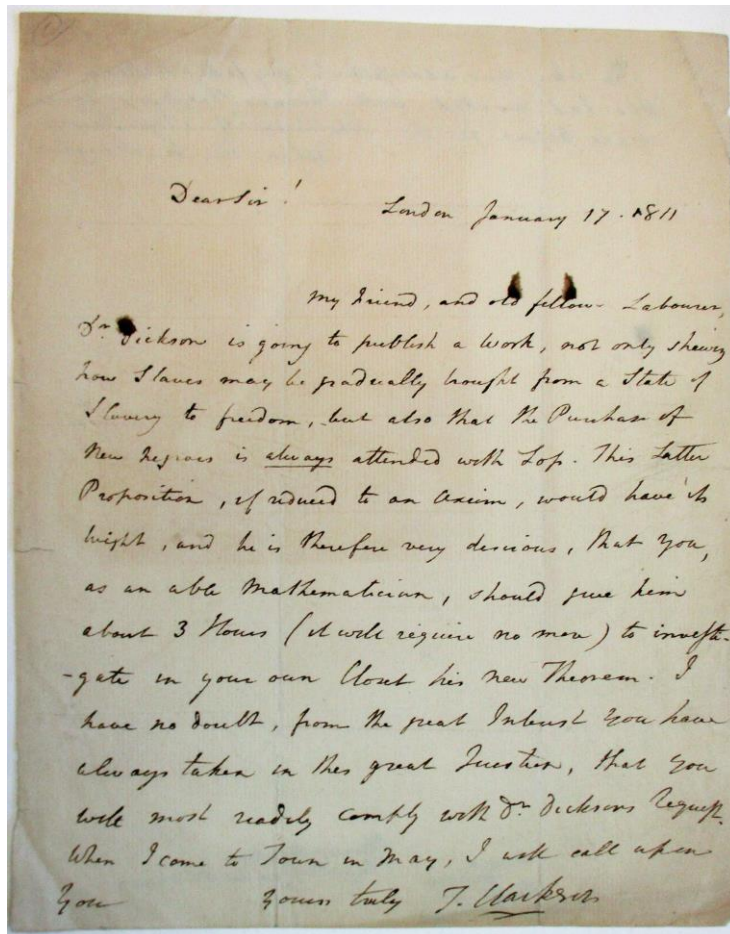 Dear Sir! London January 17. 1811
My Friend, and old fellow-Labourer,
Dr. Dickson is going to publish a Work, not only shewing
how Slaves may be gradually brought from a State of
Slavery to freedom, but also that the Purchase of
New Negroes is always attended with Loss. This Latter
Proposition, if reduced to an Axiom, would have its
weight, and he is therefore very desirous, that you,
as an able Mathematician, should give him
about 3 Hours (it will require no more) to investi-
-gate in your own Closet his new Theorem. I
have no doubt, from the great Interest you have
always taken in this great Question, that you
will most readily comply with Dr. Dicksons Request.
When I come to Town in May, I will call upon
you yours truly T. Clarkson